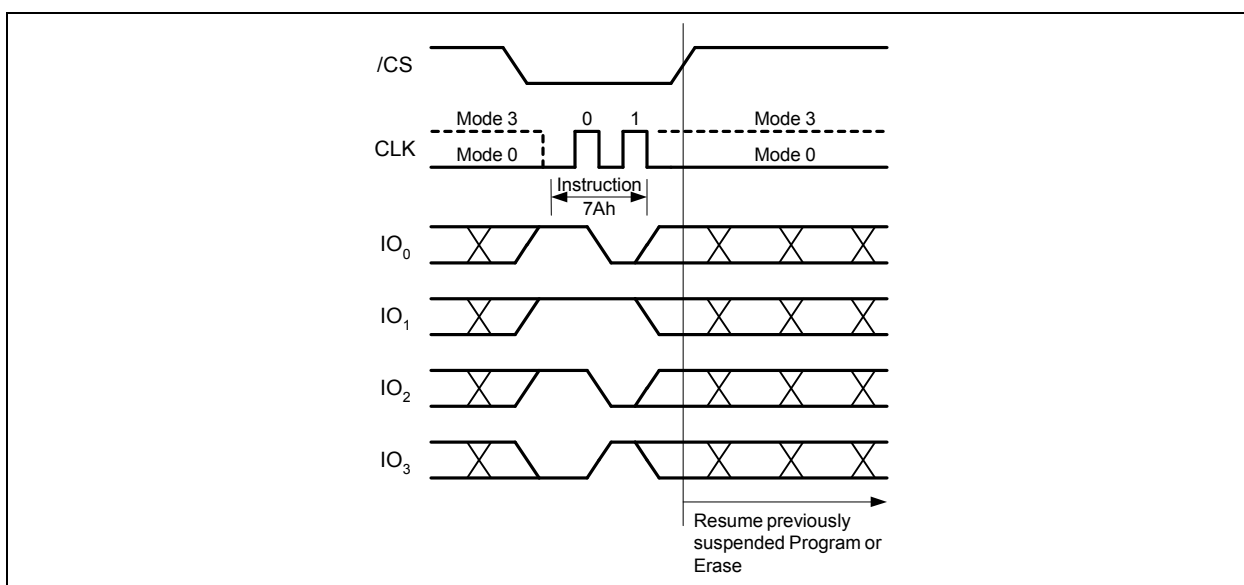 /CS
Mode 3 0 1 Mode 3
CLK
Mode 0 Mode 0
Instruction
7Ah
IO0
IO1
IO2
IO3
Resume previously
suspended Program or
Erase